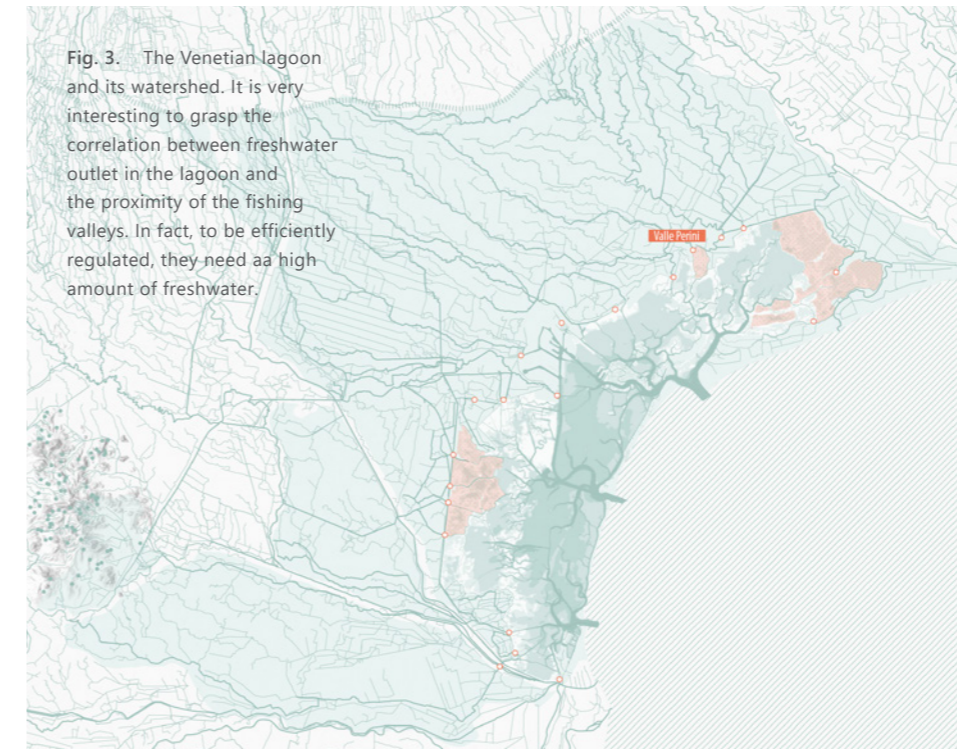 Fig. 3. The Venetian lagoon
and its watershed. It is very
interesting to grasp the
correlation between freshwater
outlet in the lagoon and
the proximity of the fishing
valleys. In fact, to be efficiently
regulated, they need aa high
amount of freshwater.
Valle Perini